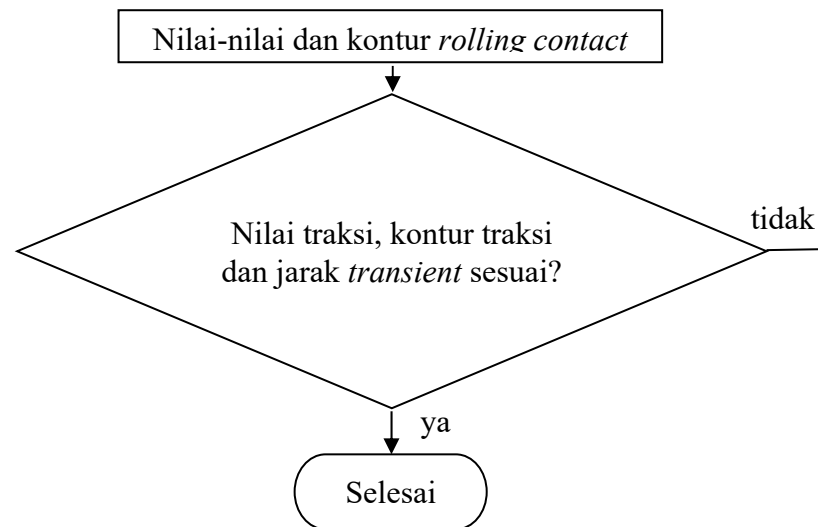 Nilai-nilai dan kontur rolling contact
Nilai traksi, kontur traksi
dan jarak transient sesuai?
tidak
ya
Selesai